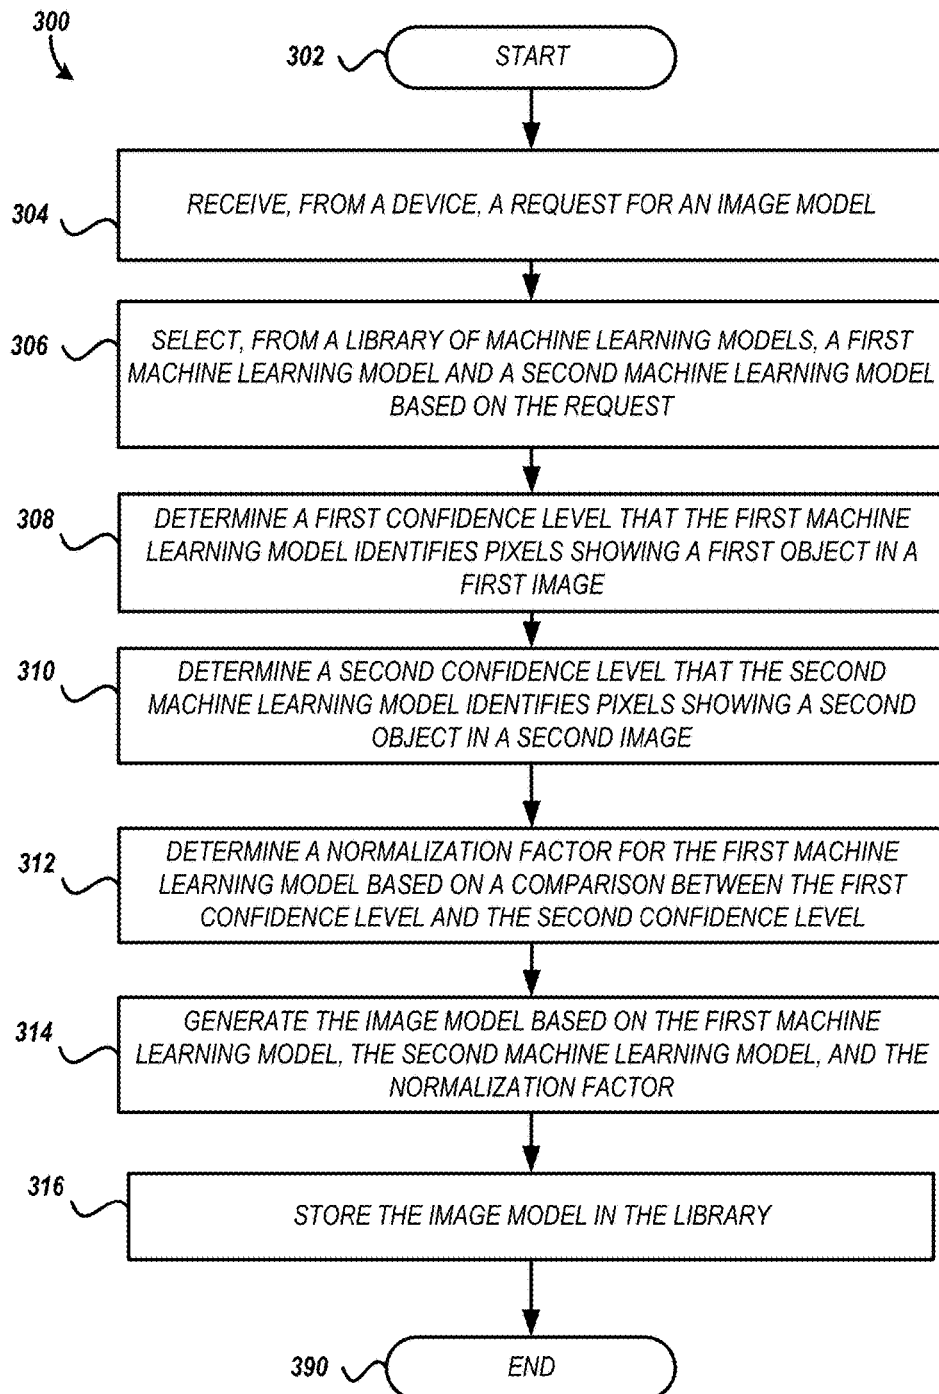 300
302
START
304
RECEIVE, FROM A DEVICE, A REQUEST FOR AN IMAGE MODEL
306
SELECT, FROM A LIBRARY OF MACHINE LEARNING MODELS, A FIRST
MACHINE LEARNING MODEL AND A SECOND MACHINE LEARNING MODEL
BASED ON THE REQUEST
308
DETERMINE A FIRST CONFIDENCE LEVEL THAT THE FIRST MACHINE
LEARNING MODEL IDENTIFIES PIXELS SHOWING A FIRST OBJECT IN A
FIRST IMAGE
310
DETERMINE A SECOND CONFIDENCE LEVEL THAT THE SECOND
MACHINE LEARNING MODEL IDENTIFIES PIXELS SHOWING A SECOND
OBJECT IN A SECOND IMAGE
312
DETERMINE A NORMALIZATION FACTOR FOR THE FIRST MACHINE
LEARNING MODEL BASED ON A COMPARISON BETWEEN THE FIRST
CONFIDENCE LEVEL AND THE SECOND CONFIDENCE LEVEL
314
GENERATE THE IMAGE MODEL BASED ON THE FIRST MACHINE
LEARNING MODEL, THE SECOND MACHINE LEARNING MODEL, AND THE
NORMALIZATION FACTOR
316
STORE THE IMAGE MODEL IN THE LIBRARY
390
END